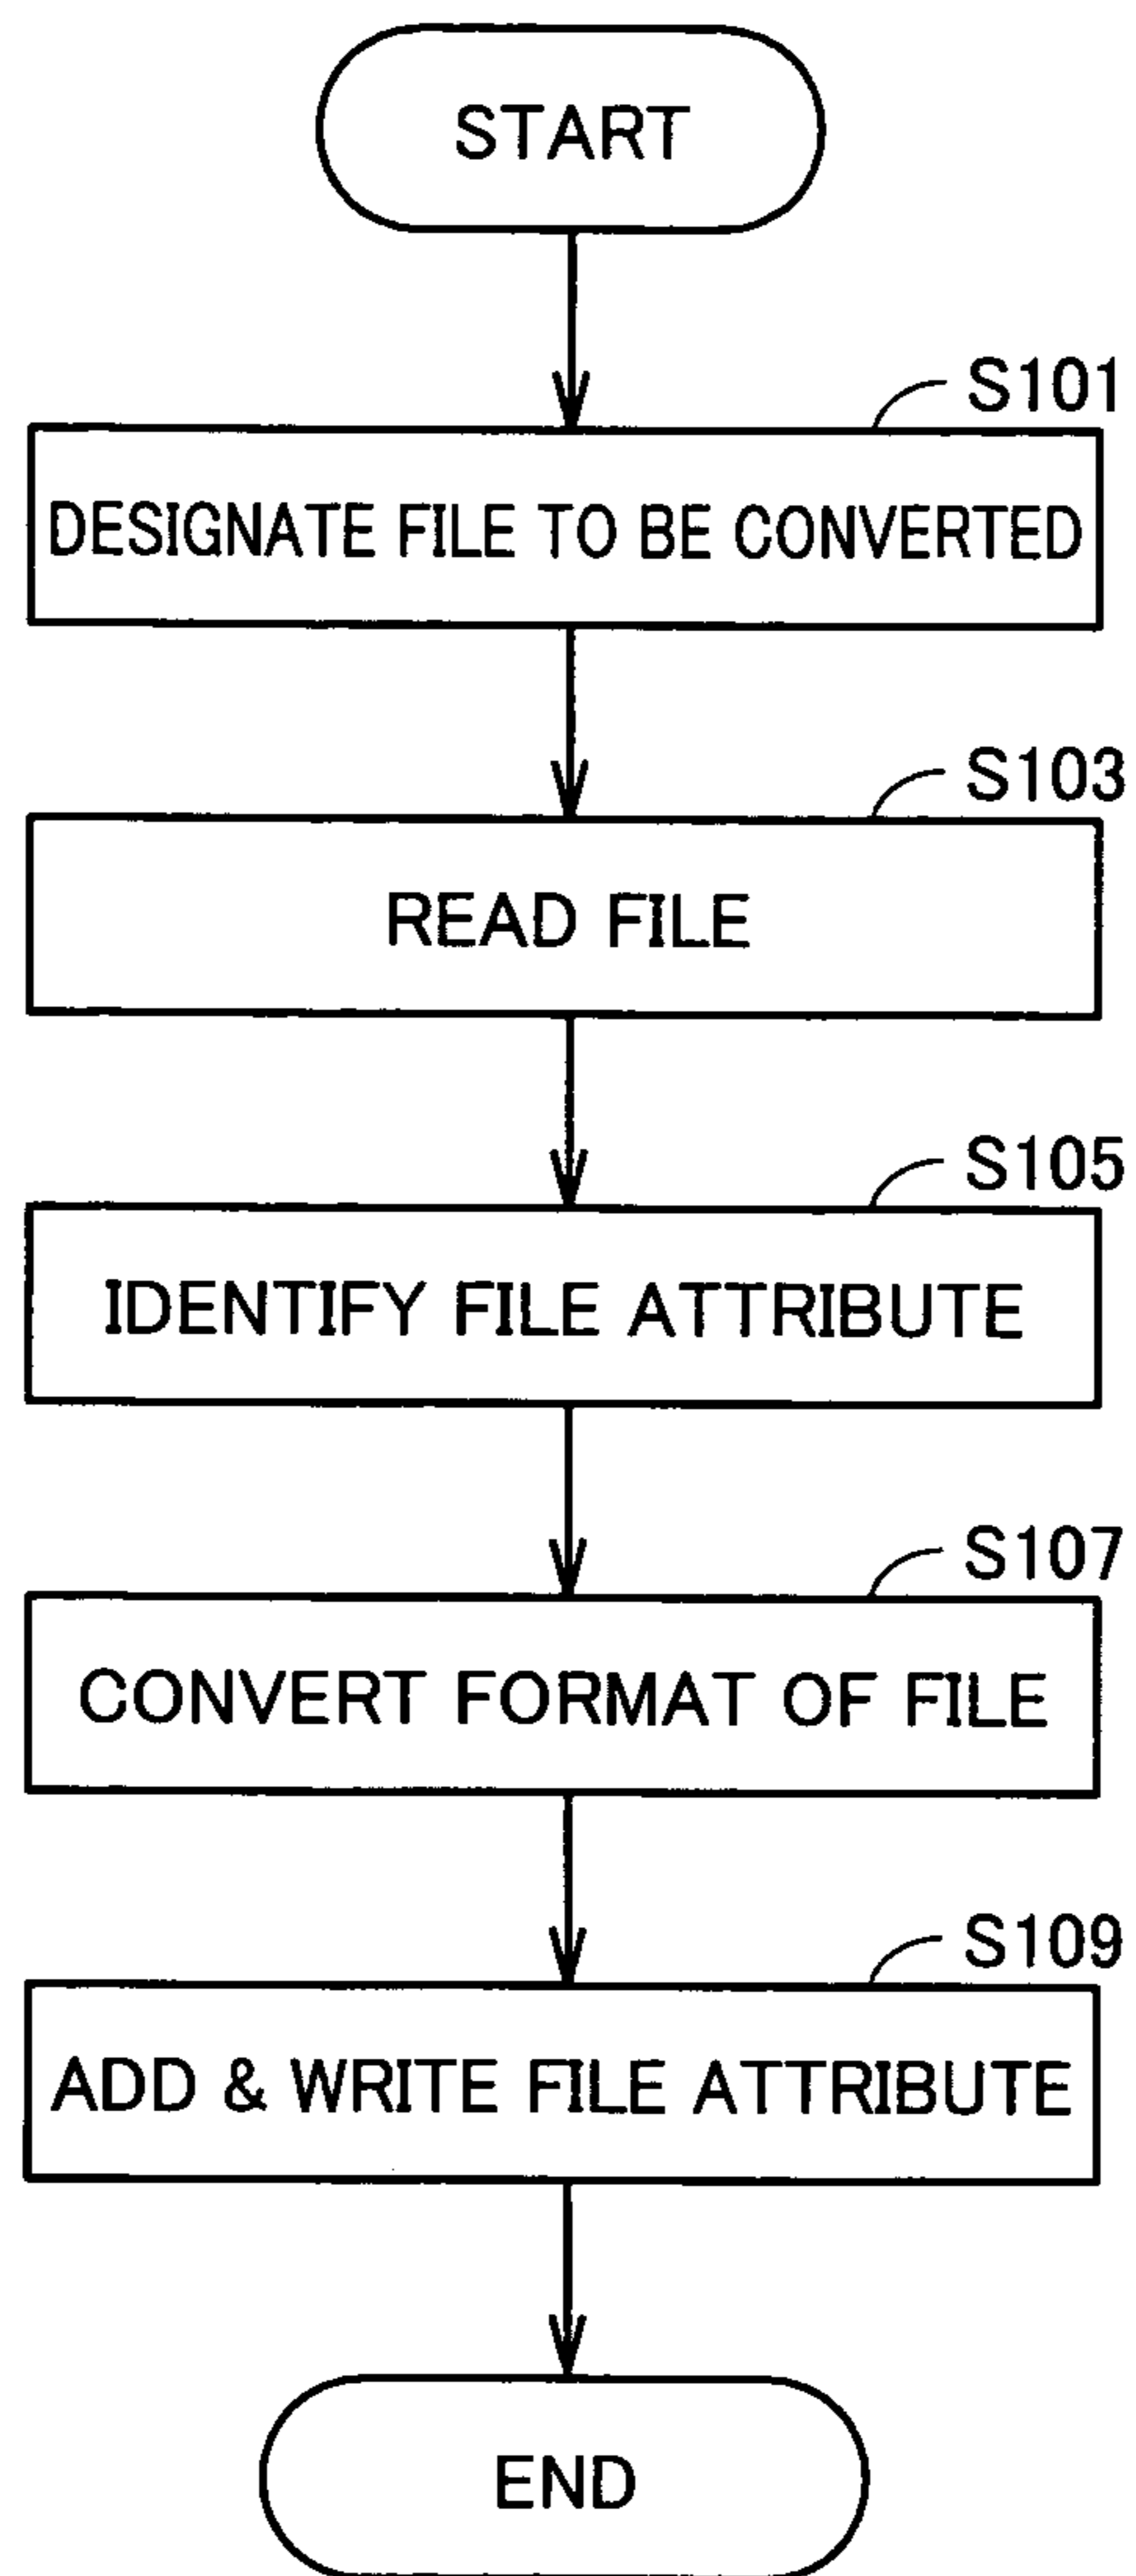 START
S101
DESIGNATE FILE TO BE CONVERTED
S103
READ FILE
S105
IDENTIFY FILE ATTRIBUTE
S107
CONVERT FORMAT OF FILE
S109
ADD & WRITE FILE ATTRIBUTE
END